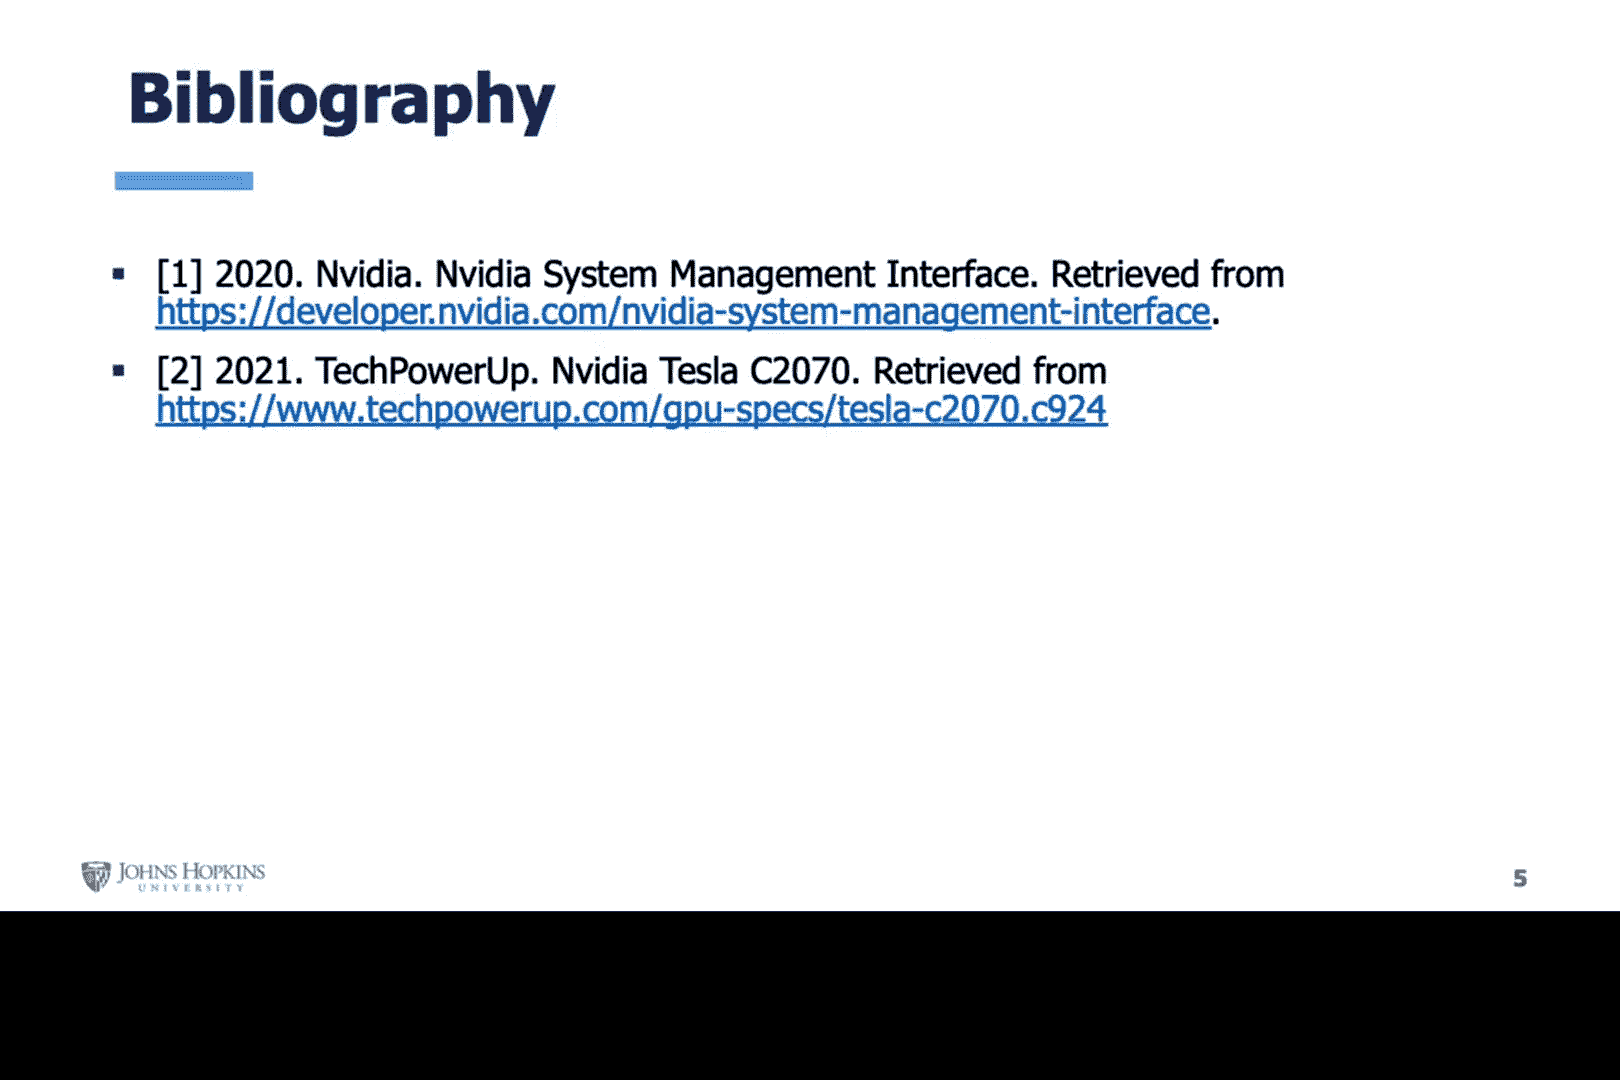 Bibliography
▪ [1] 2020. Nvidia. Nvidia System Management Interface. Retrieved from
https://developer.nvidia.com/nvidia-system-management-interface.
▪ [2] 2021. TechPowerUp. Nvidia Tesla C2070. Retrieved from
https://www.techpowerup.com/gpu-specs/tesla-c2070.c924
JOHNS HOPKINS
UNIVERSITY
5